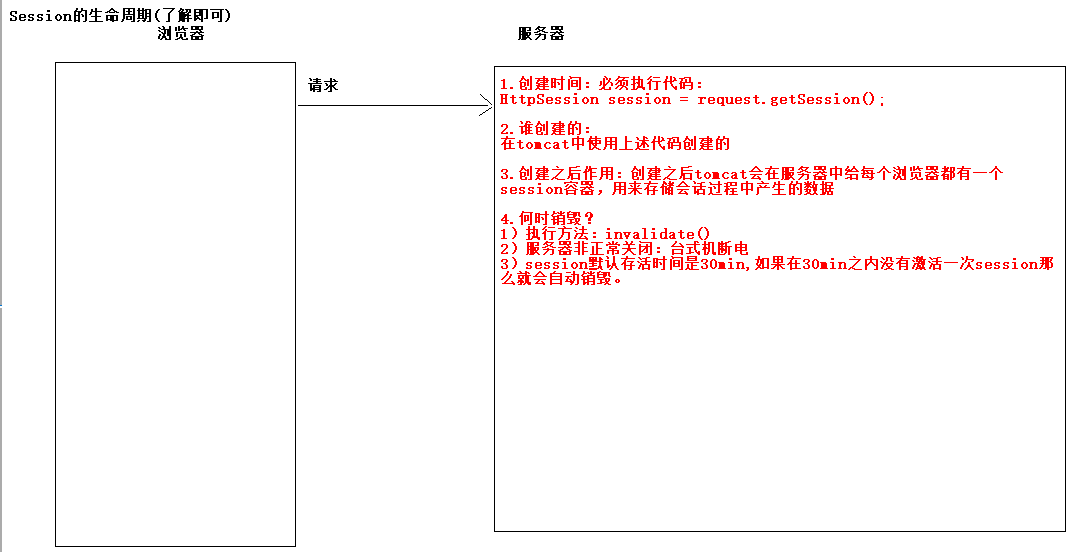 Session的生命周期(了解即可)
浏览器
服务器
请求
1.创建时间：必须执行代码：
HttpSession session = request.getSession();
2.谁创建的：
在tomcat中使用上述代码创建的
3.创建之后作用：创建之后tomcat会在服务器中给每个浏览器都有一个
session容器，用来存储会话过程中产生的数据
4.何时销毁？
1）执行方法：invalidate()
2）服务器非正常关闭：台式机断电
3）session默认存活时间是30min,如果在30min之内没有激活一次session那
么就会自动销毁。